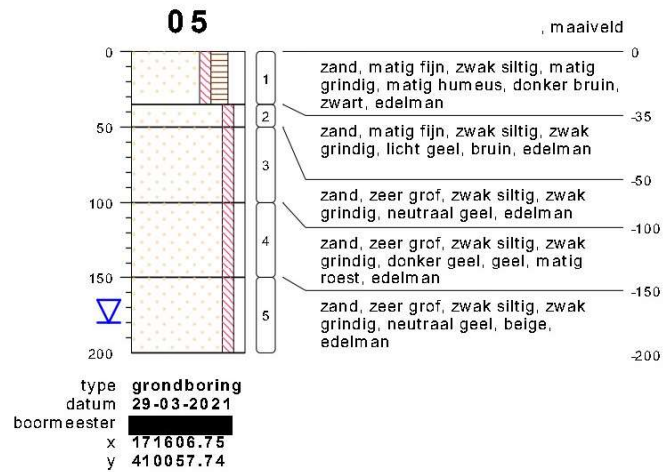 05
, maaiveld
0
50
100
150
200
1
2
3
4
5
0
zand, matig fijn, zwak siltig, matig
grindig, matig humeus, donker bruin,
zwart, edelman
-35
zand, matig fijn, zwak siltig, zwak
grindig, licht geel, bruin, edelman
-50
zand, zeer grof, zwak siltig, zwak
grindig, neutraal geel, edelman
-100
zand, zeer grof, zwak siltig, zwak
grindig, donker geel, geel, matig
roest, edelman
-150
zand, zeer grof, zwak siltig, zwak
grindig, neutraal geel, beige,
edelman
-200
type grondboring
datum 29-03-2021
boormeester
x 171606.75
y 410057.74